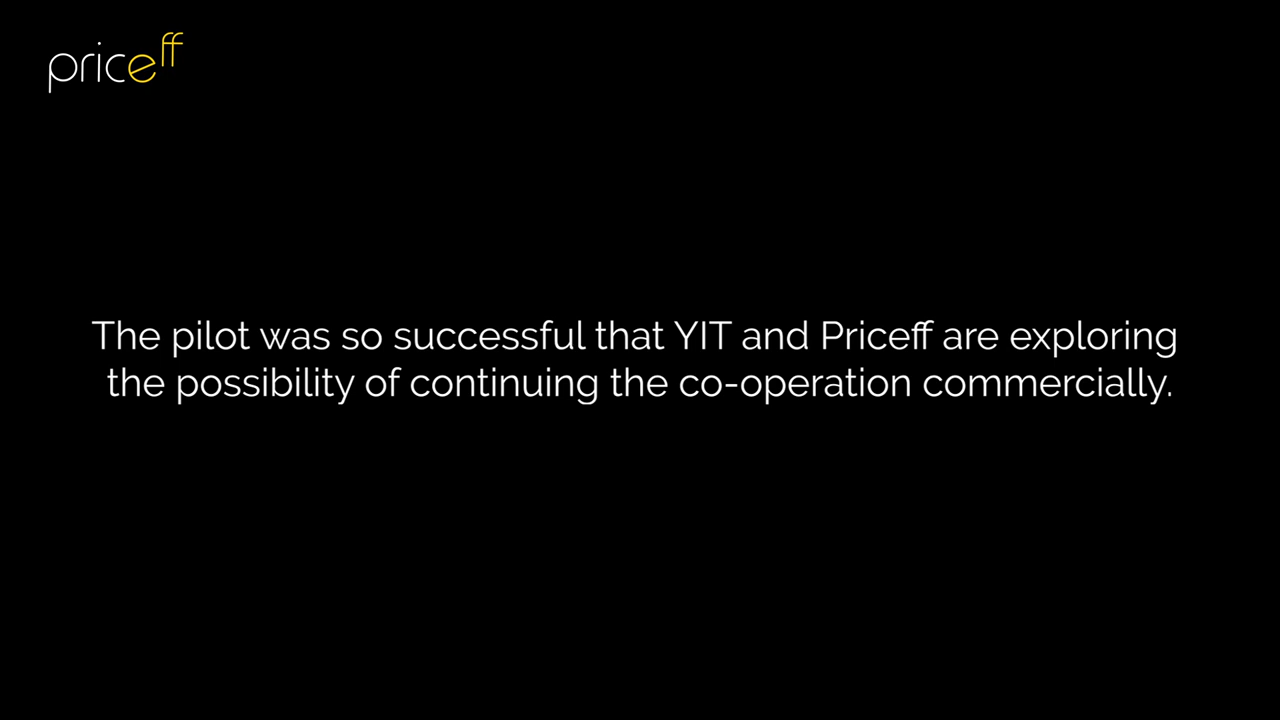 priceff
The pilot was so successful that YIT and Priceff are exploring
the possibility of continuing the co-operation commercially.